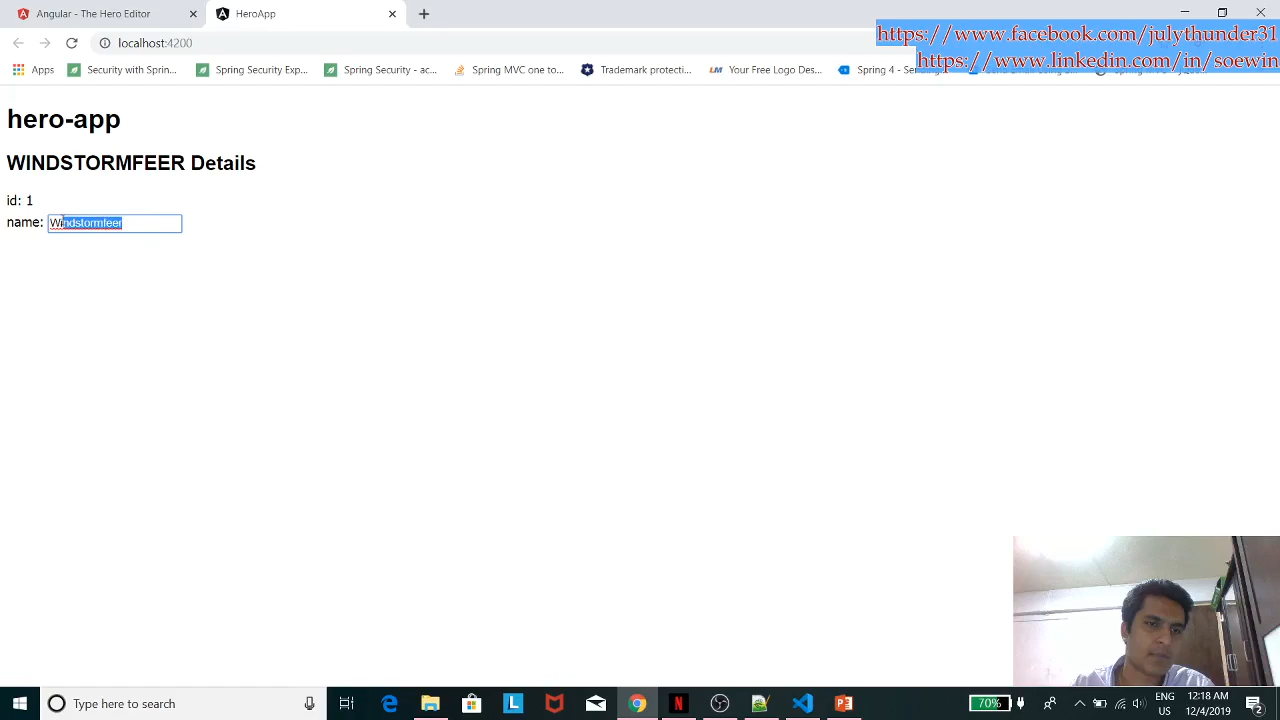 Angular - The Hero Editor
HeroApp
https://www.facebook.com/julythunder31
localhost:4200
https://www.linkedin.com/in/soewin
Apps
Security with Sprin...
Spring Security Exp...
Spring Security - ac...
Spring MVC one to...
Trademark protecti...
LM Your Free Logo Des...
Spring 4 -
hero-app
WINDSTORMFEER Details
id: 1
name: Windstormfeer
Type here to search
70%
ENG
US
12:18 AM
12/4/2019
2